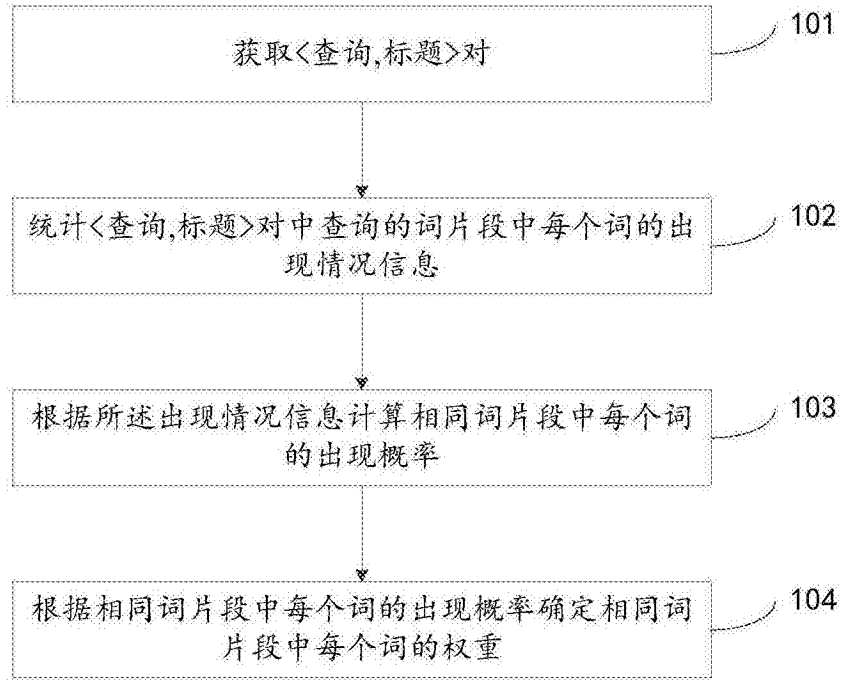 获取<查询,标题>对
101
统计<查询,标题>对中查询的词片段中每个词的出
现情况信息
102
根据所述出现情况信息计算相同词片段中每个词
的出现概率
103
根据相同词片段中每个词的出现概率确定相同词
片段中每个词的权重
104